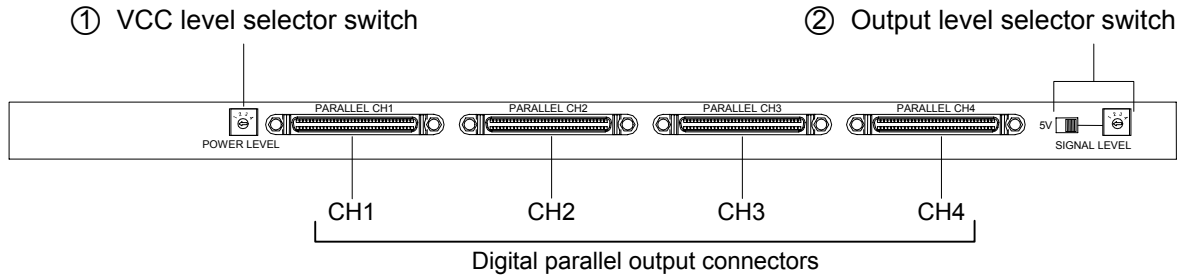 ① VCC level selector switch
② Output level selector switch
PARALLEL CH1
PARALLEL CH2
PARALLEL CH3
PARALLEL CH4
POWER LEVEL
5V
SIGNAL LEVEL
CH1
CH2
CH3
CH4
Digital parallel output connectors